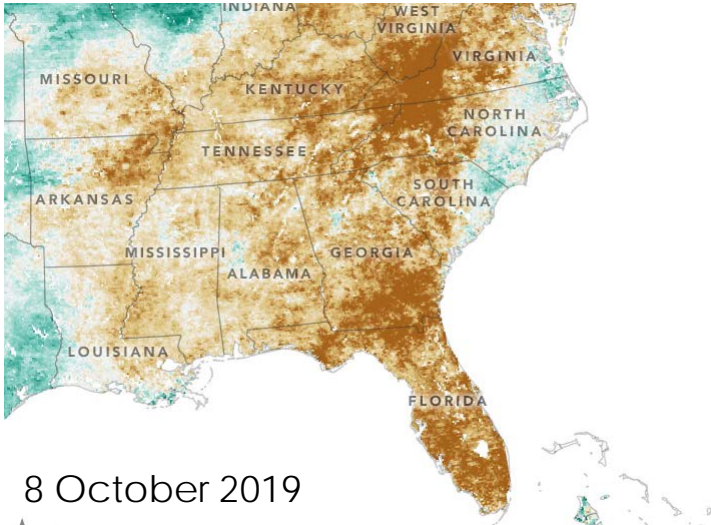 INDIANA
WEST
VIRGINIA
VIRGINIA
MISSOURI
KENTUCKY
NORTH
CAROLINA
TENNESSEE
ARKANSAS
SOUTH
CAROLINA
MISSISSIPPI
GEORGIA
ALABAMA
LOUISIANA
FLORIDA
8 October 2019